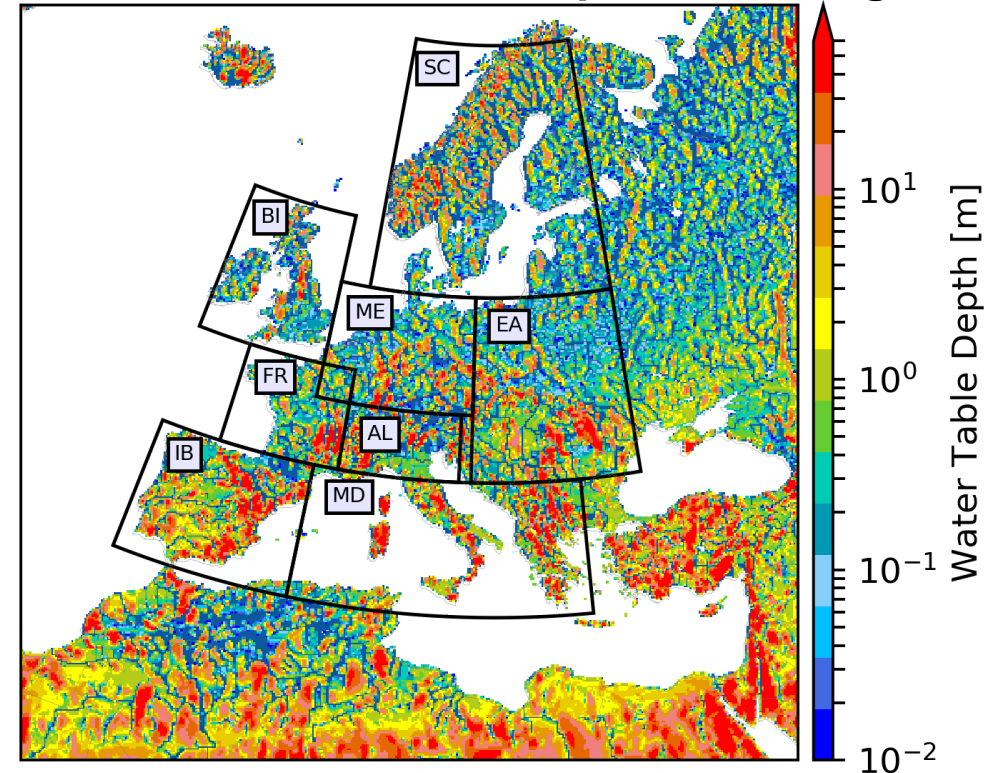 SC
BI
ME
EA
FR
AL
IB
MD
10¹
10⁰
10⁻¹
10⁻²
Water Table Depth [m]